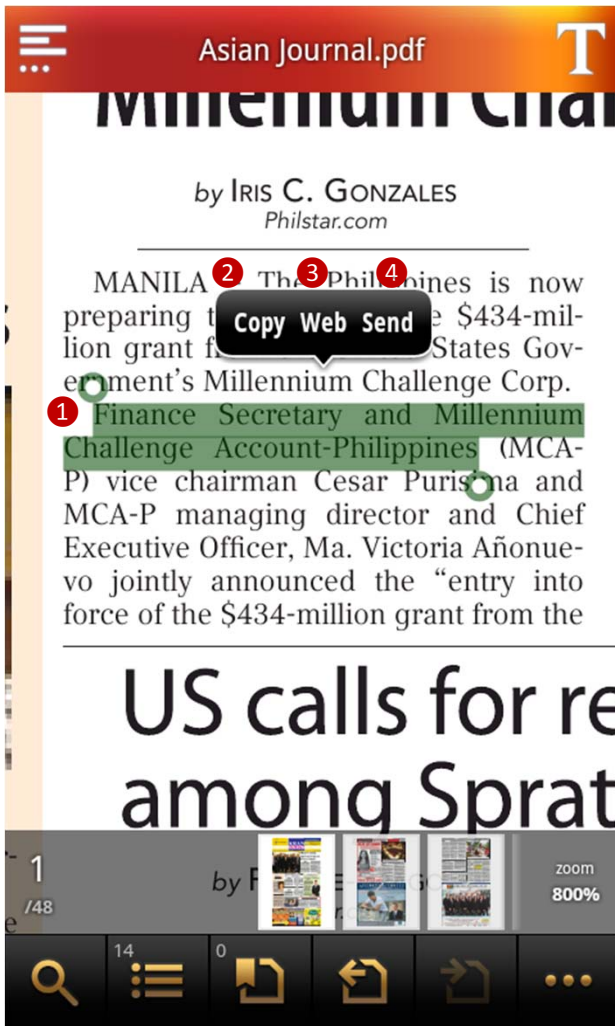 Asian Journal.pdf
T
Millenium Chal
by IRIS C. GONZALES
Philstar.com
2 3 4
MANILA The Philippines is now
Copy Web Send
preparing t e $434-mil-
lion grant f States Gov-
ernment's Millennium Challenge Corp.
1
Finance Secretary and Millennium
Challenge Account-Philippines (MCA-
P) vice chairman Cesar Purisima and
MCA-P managing director and Chief
Executive Officer, Ma. Victoria Añonue-
vo jointly announced the “entry into
force of the $434-million grant from the
US calls for re
among Sprat
1
/48
by
zoom
800%
14
0